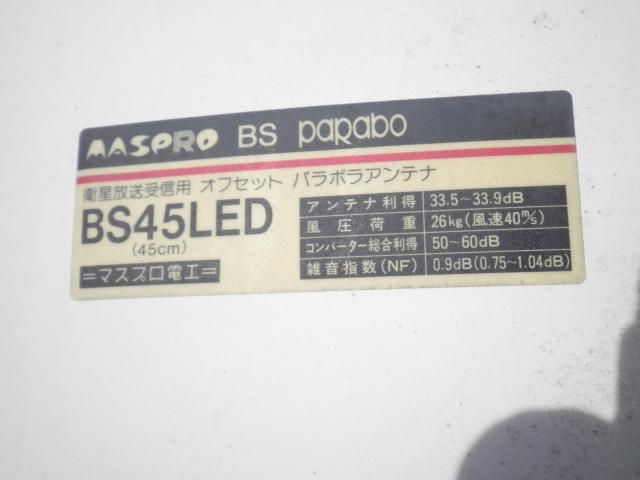 MASPRO BS parabo
衛星放送受信用 オフセット パラボラアンテナ
BS45LED
(45cm)
=マスプロ電工=
アンテナ利得 33.5~33.9dB
風圧荷重 26kg(風速40m/s)
コンバーター総合利得 50~60dB
雑音指数(NF) 0.9dB(0.75~1.04dB)